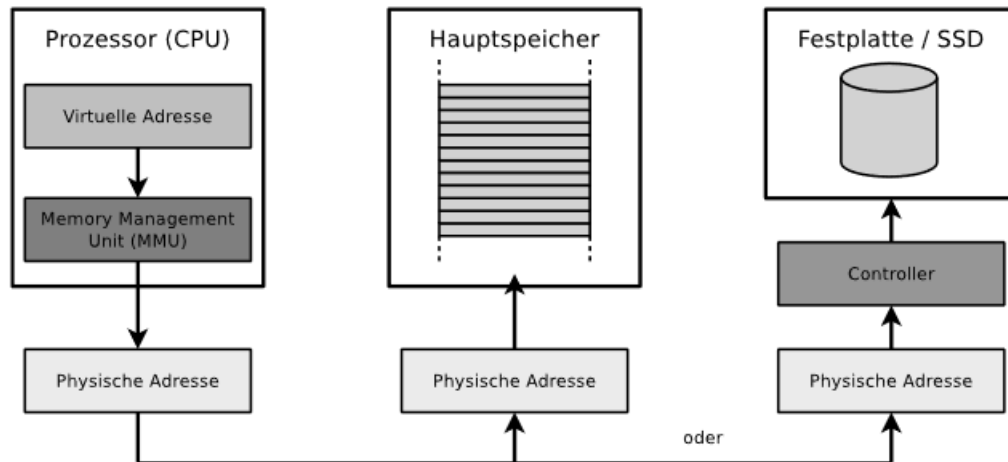 Prozessor (CPU)
Virtuelle Adresse
Memory Management
Unit (MMU)
Physische Adresse
Hauptspeicher
Physische Adresse
Festplatte / SSD
Controller
Physische Adresse
oder